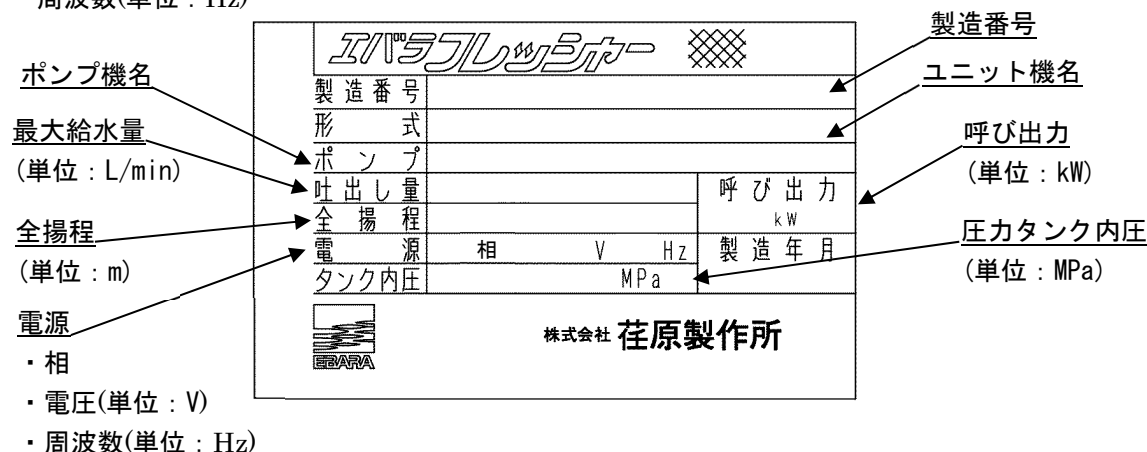 周波数(単位：Hz)
エバラフレッシャー
製造番号
形式
ポンプ
吐出し量
呼び出力
kW
全揚程
電源 相 V Hz
製造年月
タンク内圧 MPa
EBARA
株式会社 荏原製作所
ポンプ機名
最大給水量
(単位：L/min)
全揚程
(単位：m)
電源
・相
・電圧(単位：V)
・周波数(単位：Hz)
製造番号
ユニット機名
呼び出力
(単位：kW)
圧力タンク内圧
(単位：MPa)